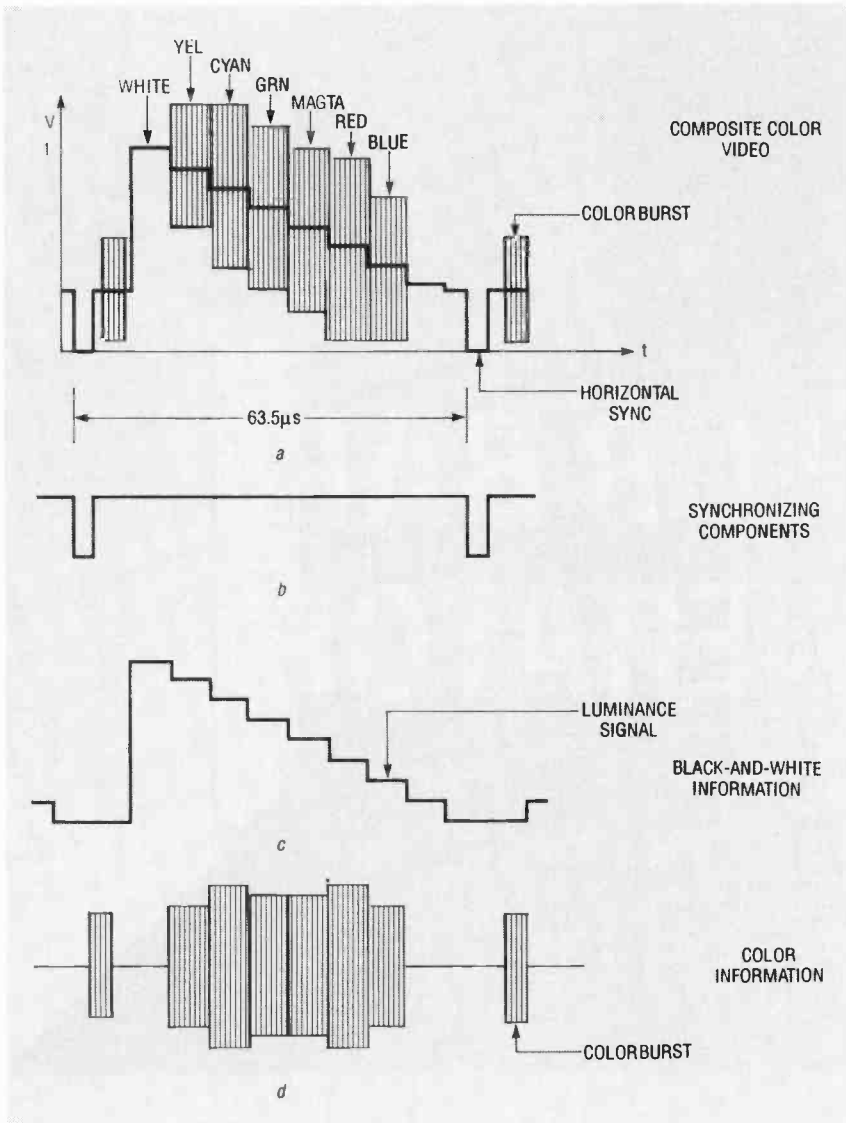 YEL
CYAN
GRN
WHITE
MAGTA
RED
BLUE
V
1
COMPOSITE COLOR
VIDEO
COLOR BURST
t
HORIZONTAL
SYNC
63.5µs
a
SYNCHRONIZING
COMPONENTS
b
LUMINANCE
SIGNAL
BLACK-AND-WHITE
INFORMATION
c
COLOR
INFORMATION
COLORBURST
d